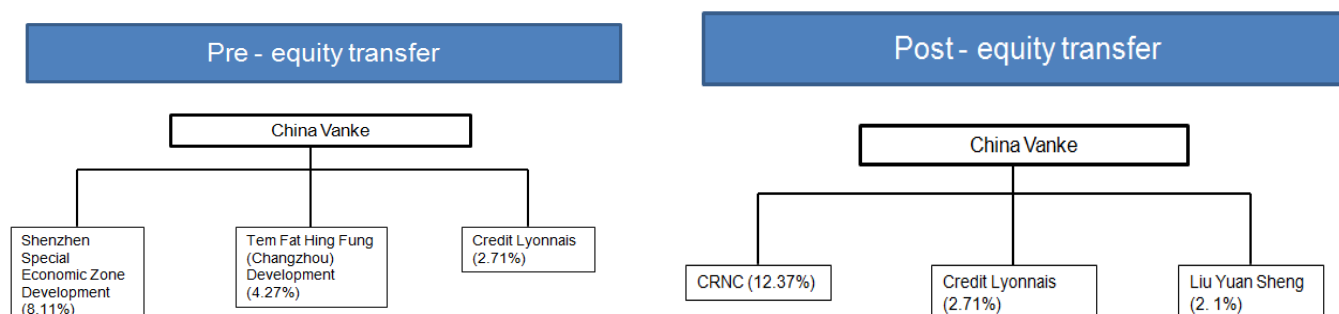 Pre - equity transfer
China Vanke
Shenzhen
Special
Economic Zone
Development
(8.11%)
Tem Fat Hing Fung
(Changzhou)
Development
(4.27%)
Credit Lyonnais
(2.71%)
Post - equity transfer
China Vanke
CRNC (12.37%)
Credit Lyonnais
(2.71%)
Liu Yuan Sheng
(2. 1%)